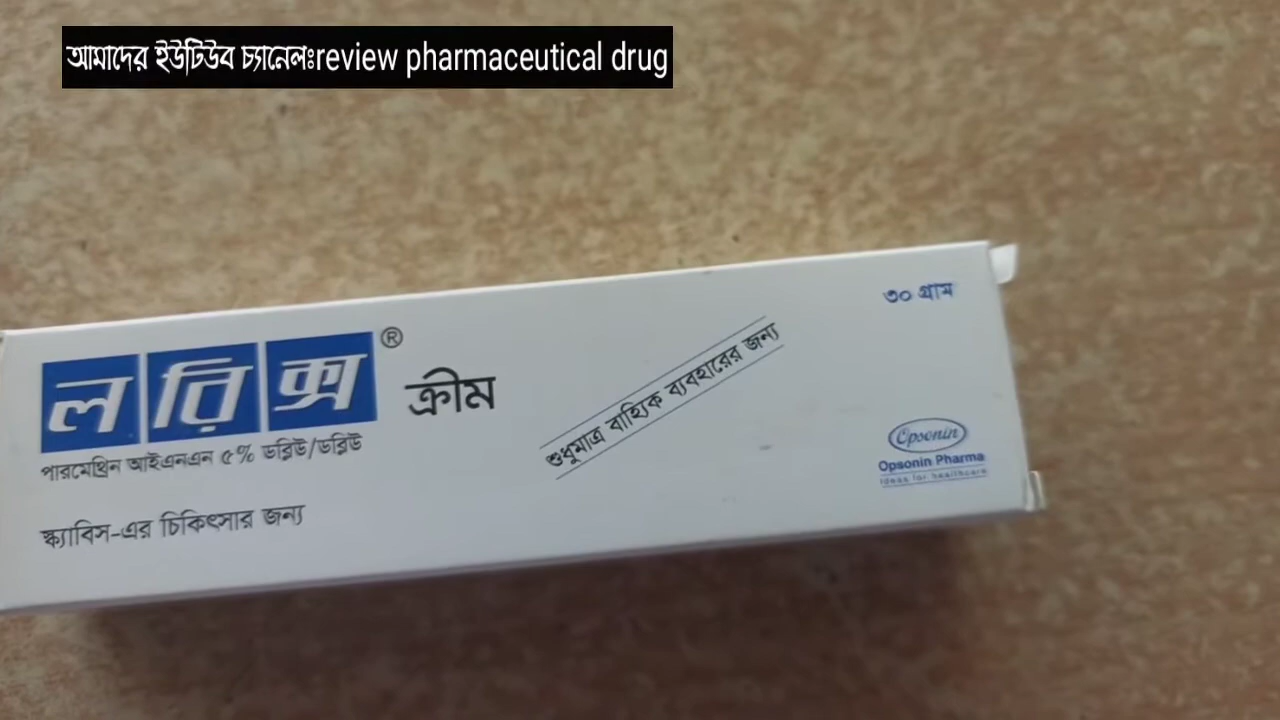 আমাদের ইউটিউব চ্যানেলঃreview pharmaceutical drug
৩০ গ্রাম
লরিক্স® ক্রীম
পারমেথ্রিন আইএনএন ৫% ডব্লিউ/ডব্লিউ
স্ক্যাবিস-এর চিকিৎসার জন্য
শুধুমাত্র বাহ্যিক ব্যবহারের জন্য
Opsonin
Opsonin Pharma
Ideas for healthcare